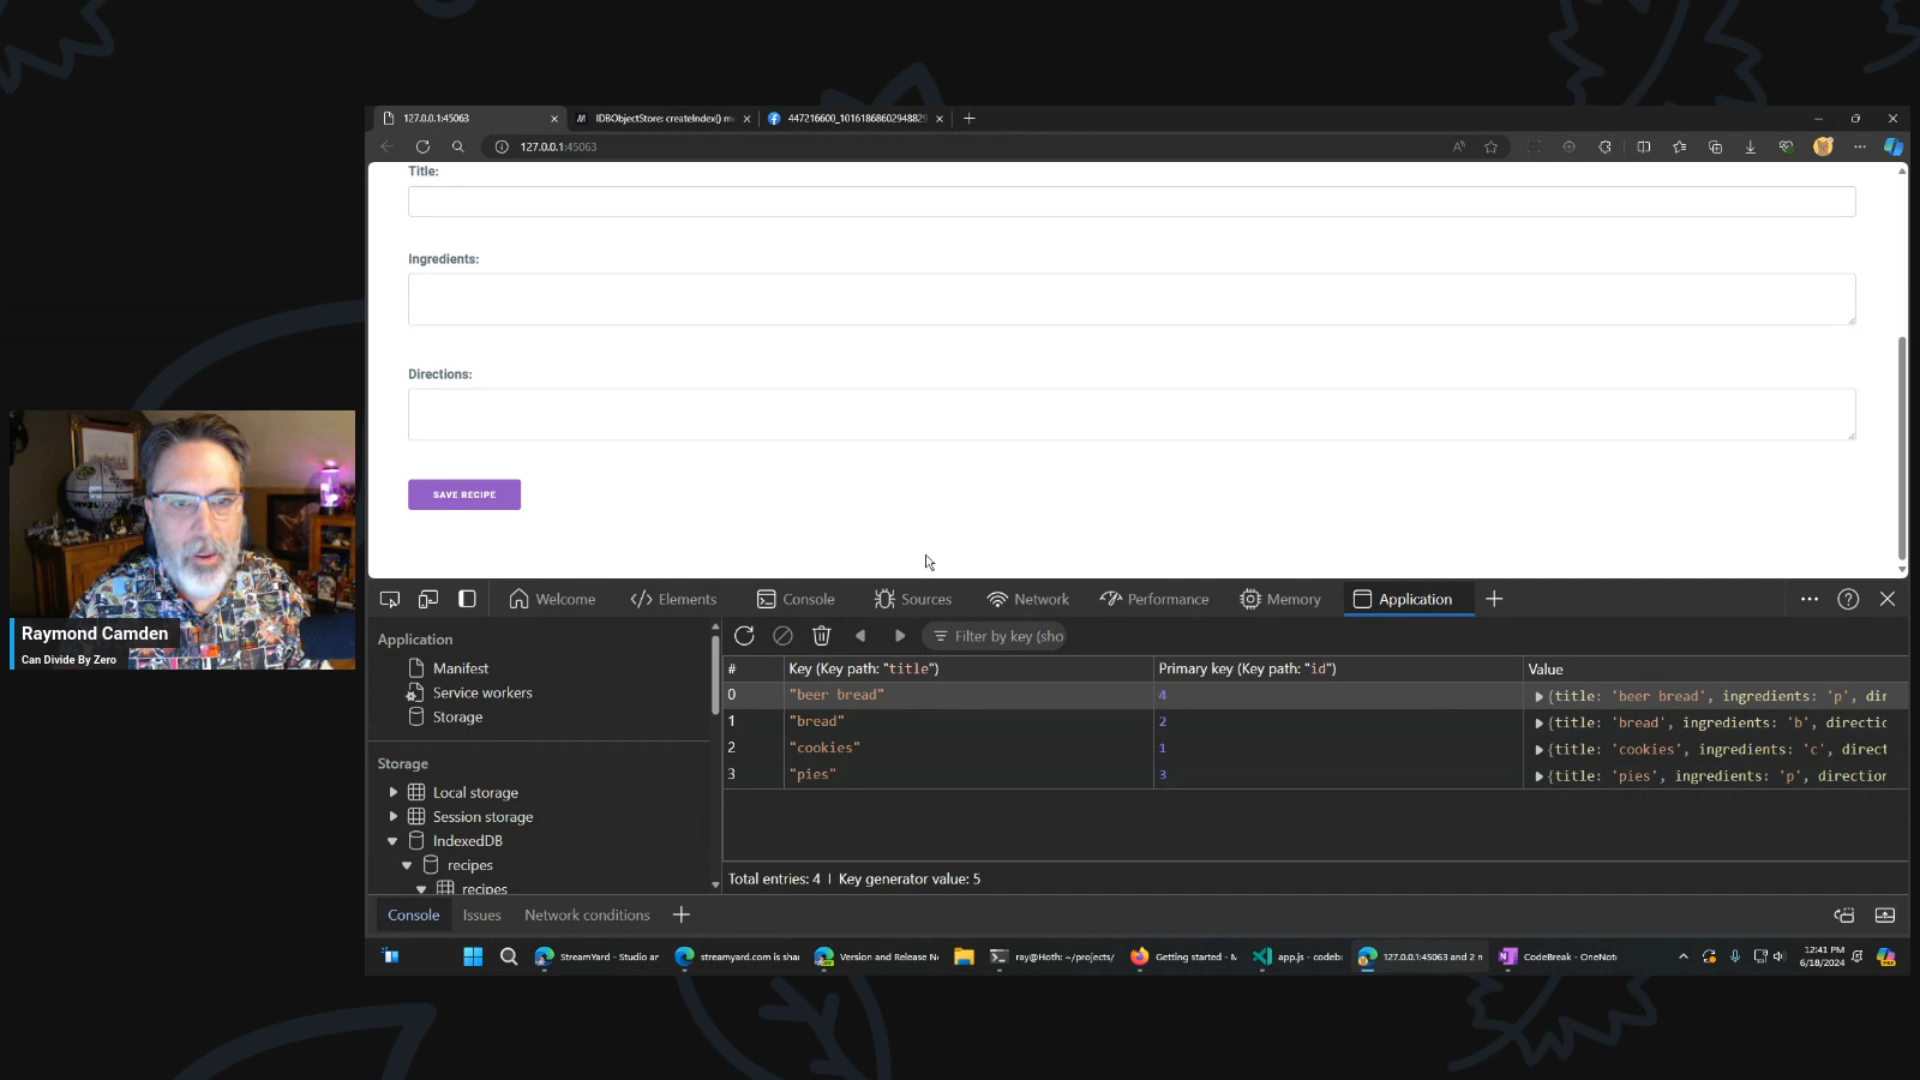 127.0.0.1:45063
IDBObjectStore: createIndex() m
447216600_1016186860294882
127.0.0.1:45063
Title:
Ingredients:
Directions:
SAVE RECIPE
Raymond Camden
Can Divide By Zero
Welcome
Elements
Console
Sources
Network
Performance
Memory
Application
Application
Manifest
Service workers
Storage
Storage
Local storage
Session storage
IndexedDB
recipes
recipes
Filter by key (sho
# Key (Key path: "title") Primary key (Key path: "id") Value
0 "beer bread" 4 {title: 'beer bread', ingredients: 'p', dir
1 "bread" 2 {title: 'bread', ingredients: 'b', directic
2 "cookies" 1 {title: 'cookies', ingredients: 'c', direct
3 "pies" 3 {title: 'pies', ingredients: 'p', direction
Total entries: 4 | Key generator value: 5
Console Issues Network conditions
StreamYard - Studio ar
streamyard.com is sha
Version and Release N
ray@Hoth: ~/projects/
Getting started - M
app.js - codeb
127.0.0.1:45063 and 2 n
CodeBreak - OneNot
12:41 PM
6/18/2024